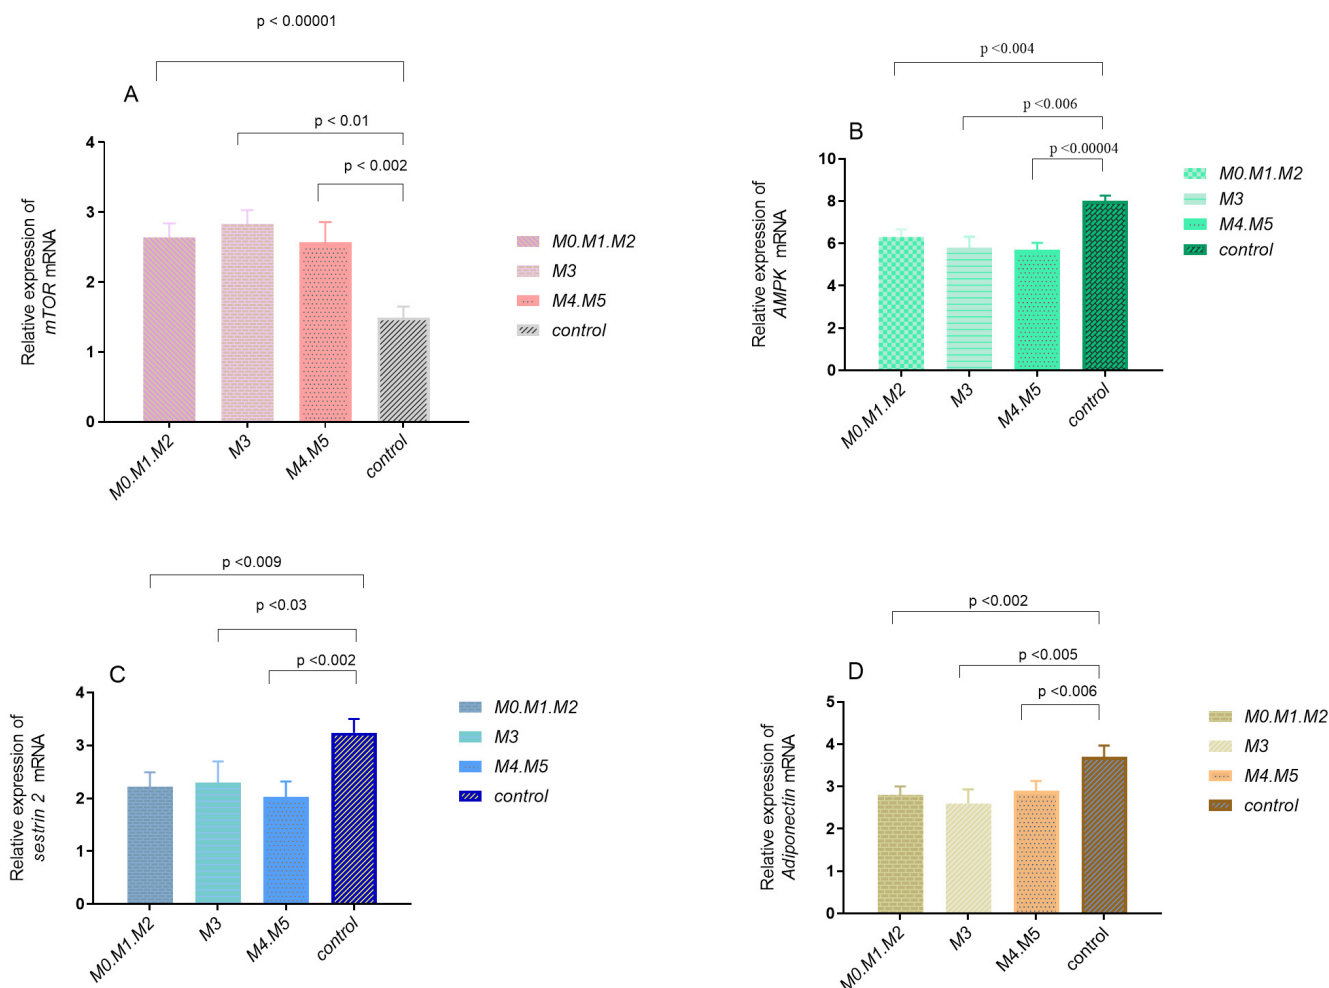 p < 0.00001
A
p < 0.01
p < 0.002
Relative expression of
mTOR mRNA
4
3
2
1
0
M0.M1.M2
M3
M4.M5
control
M0.M1.M2
M3
M4.M5
control
p <0.004
p <0.006
B
p <0.00004
Relative expression of
AMPK mRNA
10
8
6
4
2
0
M0.M1.M2
M3
M4.M5
control
M0.M1.M2
M3
M4.M5
control
p <0.009
p <0.03
p <0.002
C
Relative expression of
sestrin 2 mRNA
4
3
2
1
0
M0.M1.M2
M3
M4.M5
control
M0.M1.M2
M3
M4.M5
control
p <0.002
p <0.005
D
p <0.006
Relative expression of
Adiponectin mRNA
5
4
3
2
1
0
M0.M1.M2
M3
M4.M5
control
M0.M1.M2
M3
M4.M5
control